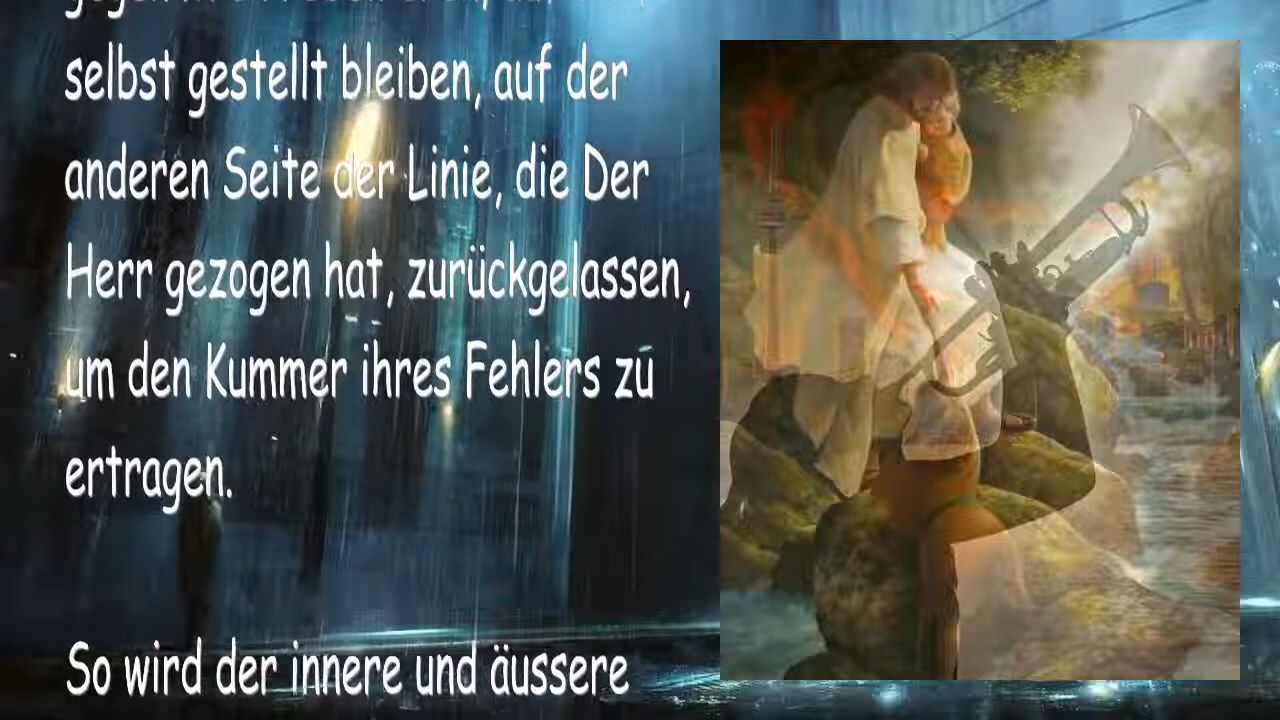 selbst gestellt bleiben, auf der
anderen Seite der Linie, die Der
Herr gezogen hat, zurückgelassen,
um den Kummer ihres Fehlers zu
ertragen.
So wird der innere und äussere